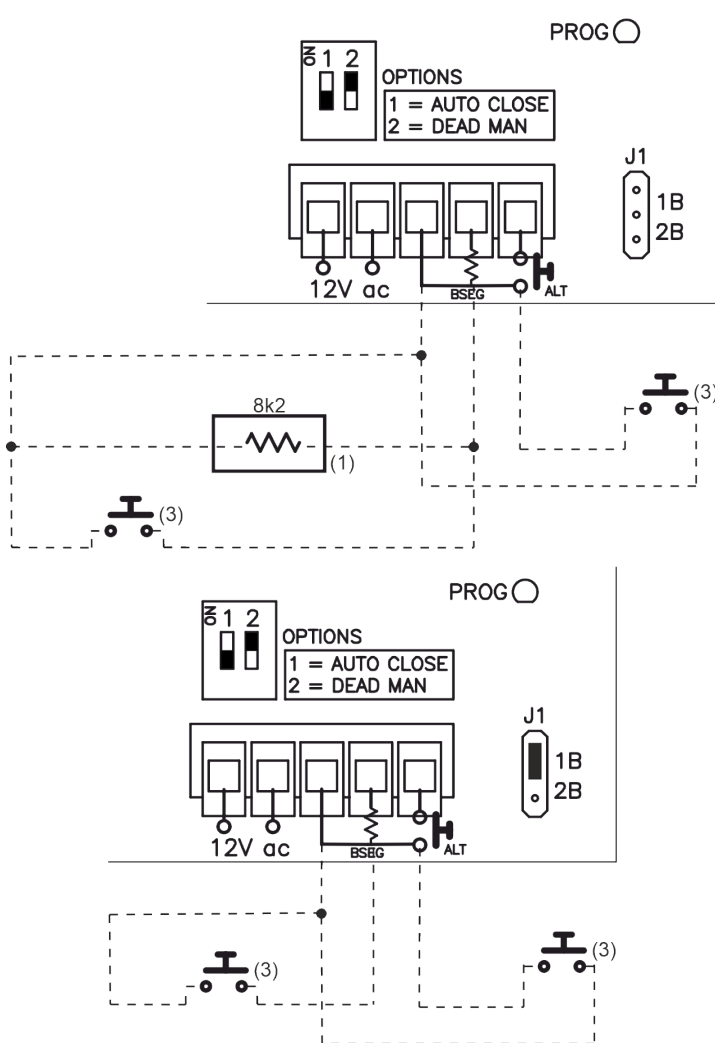 PROG
NO 1 2
OPTIONS
1 = AUTO CLOSE
2 = DEAD MAN
J1
1B
2B
12V ac
BSEG
ALT
(3)
8k2
(1)
(3)
PROG
NO 1 2
OPTIONS
1 = AUTO CLOSE
2 = DEAD MAN
J1
1B
2B
12V ac
BSEG
ALT
(3)
(3)